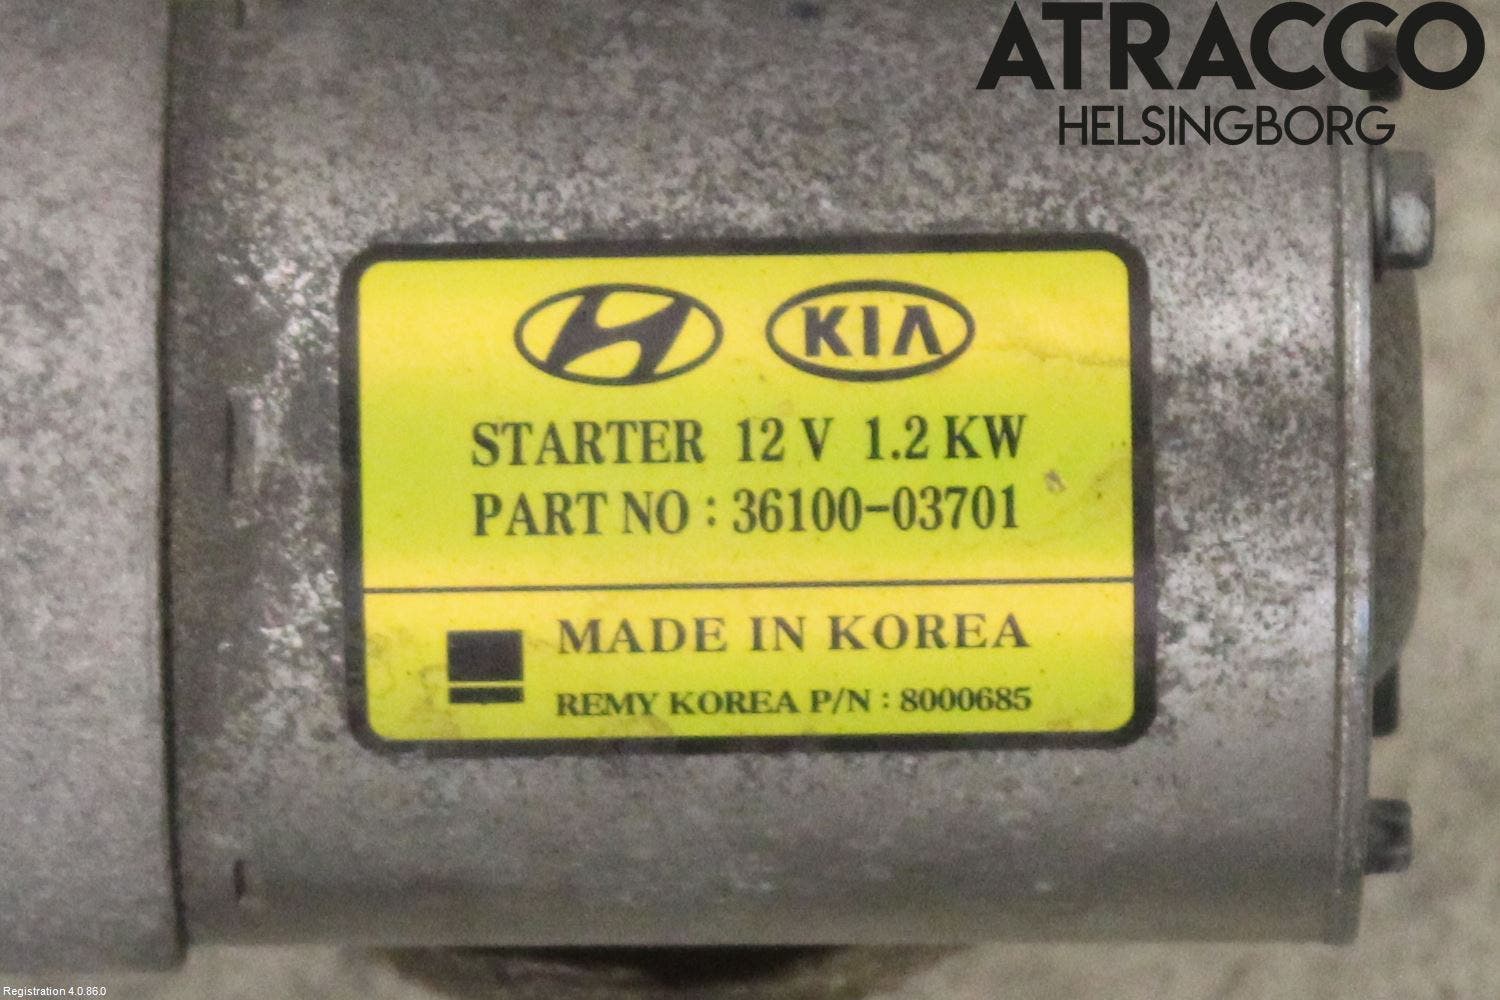 ATRACCO
HELSINGBORG
KIA
STARTER 12 V 1.2 KW
PART NO : 36100-03701
MADE IN KOREA
REMY KOREA P/N : 8000685
Registration 4.0.86.0